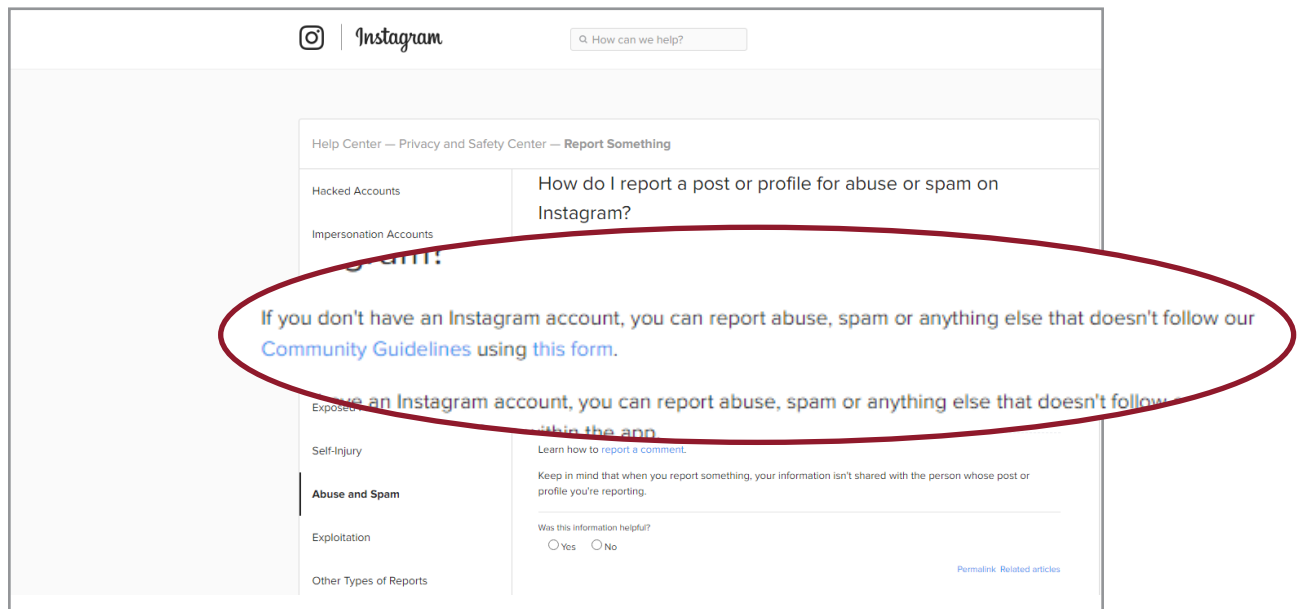 Instagram
How can we help?
Help Center — Privacy and Safety Center — Report Something
Hacked Accounts
Impersonation Accounts
Exposed
Self-Injury
Abuse and Spam
Exploitation
Other Types of Reports
How do I report a post or profile for abuse or spam on
Instagram?
If you don't have an Instagram account, you can report abuse, spam or anything else that doesn't follow our
Community Guidelines using this form.
an Instagram account, you can report abuse, spam or anything else that doesn't follow
within the app
Learn how to report a comment.
Keep in mind that when you report something, your information isn't shared with the person whose post or
profile you're reporting.
Was this information helpful?
Yes No
Permalink Related articles